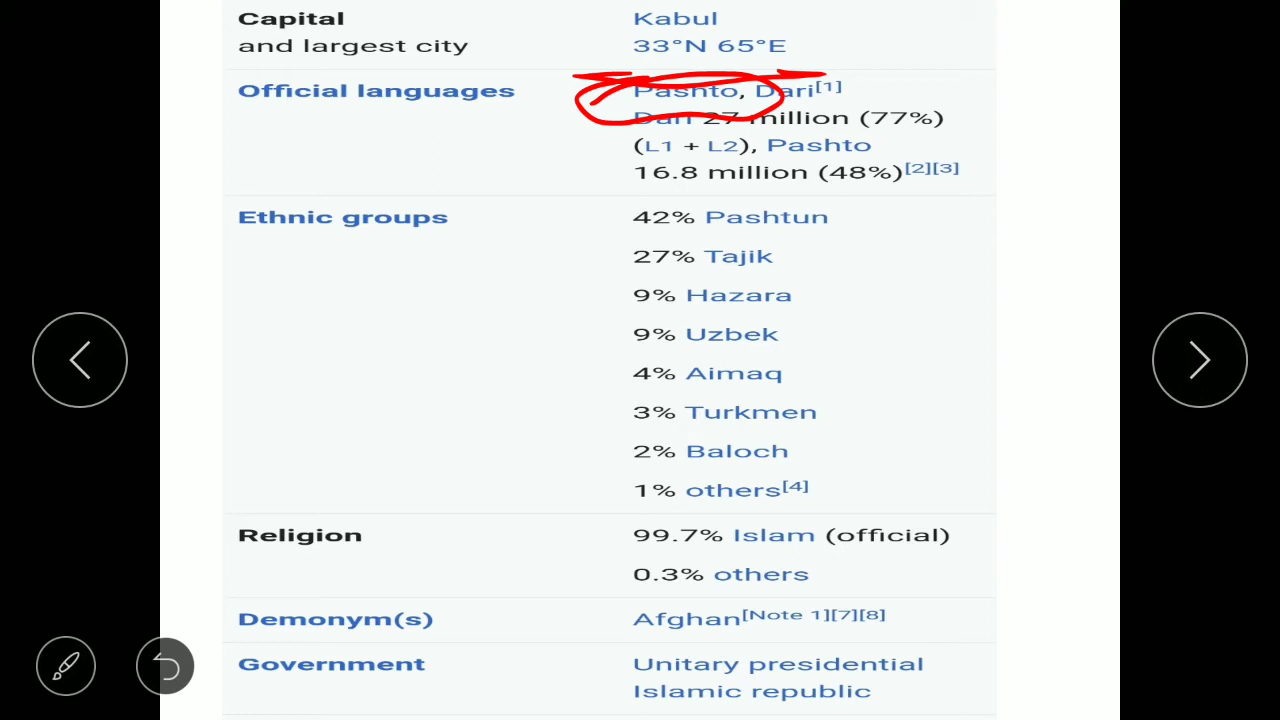 Capital Kabul
and largest city 33°N 65°E
Official languages Pashto, Dari[1]
Dari 27 million (77%)
(L1 + L2), Pashto
16.8 million (48%)[2][3]
Ethnic groups 42% Pashtun
27% Tajik
9% Hazara
9% Uzbek
4% Aimaq
3% Turkmen
2% Baloch
1% others[4]
Religion 99.7% Islam (official)
0.3% others
Demonym(s) Afghan[Note 1][7][8]
Government Unitary presidential
Islamic republic